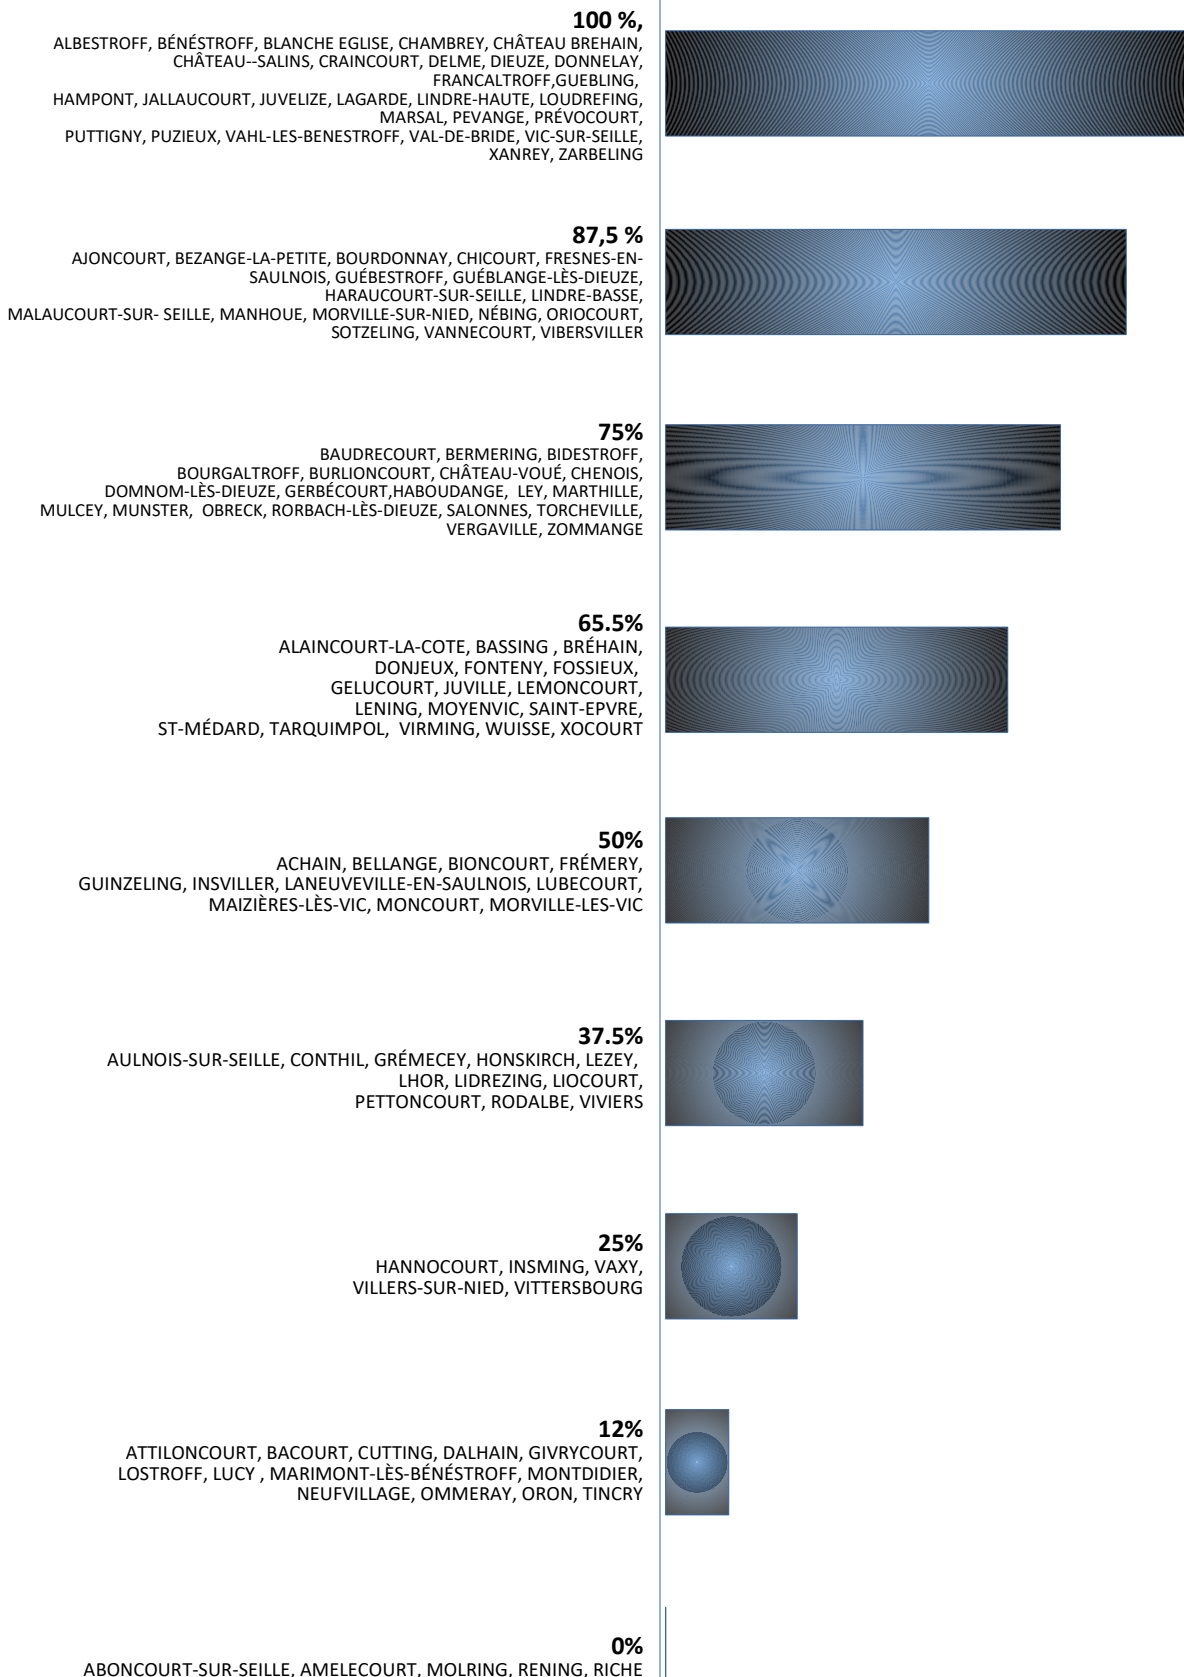 100 %,
ALBESTROFF, BÉNÉSTROFF, BLANCHE EGLISE, CHAMBREY, CHÂTEAU BREHAIN,
CHÂTEAU--SALINS, CRAINCOURT, DELME, DIEUZE, DONNELAY,
FRANCALTROFF,GUEBLING,
HAMPONT, JALLAUCOURT, JUVELIZE, LAGARDE, LINDRE-HAUTE, LOUDREFING,
MARSAL, PEVANGE, PRÉVOCOURT,
PUTTIGNY, PUZIEUX, VAHL-LES-BENESTROFF, VAL-DE-BRIDE, VIC-SUR-SEILLE,
XANREY, ZARBELING
87,5 %
AJONCOURT, BEZANGE-LA-PETITE, BOURDONNAY, CHICOURT, FRESNES-EN-
SAULNOIS, GUÉBESTROFF, GUÉBLANGE-LÈS-DIEUZE,
HARAUCOURT-SUR-SEILLE, LINDRE-BASSE,
MALAUCOURT-SUR- SEILLE, MANHOUE, MORVILLE-SUR-NIED, NÉBING, ORIOCOURT,
SOTZELING, VANNECOURT, VIBERSVILLER
75%
BAUDRECOURT, BERMERING, BIDESTROFF,
BOURGALTROFF, BURLIONCOURT, CHÂTEAU-VOUÉ, CHENOIS,
DOMNOM-LÈS-DIEUZE, GERBÉCOURT,HABOUDANGE, LEY, MARTHILLE,
MULCEY, MUNSTER, OBRECK, RORBACH-LÈS-DIEUZE, SALONNES, TORCHEVILLE,
VERGAVILLE, ZOMMANGE
65.5%
ALAINCOURT-LA-COTE, BASSING , BRÉHAIN,
DONJEUX, FONTENY, FOSSIEUX,
GELUCOURT, JUVILLE, LEMONCOURT,
LENING, MOYENVIC, SAINT-EPVRE,
ST-MÉDARD, TARQUIMPOL, VIRMING, WUISSE, XOCOURT
50%
ACHAIN, BELLANGE, BIONCOURT, FRÉMERY,
GUINZELING, INSVILLER, LANEUVEVILLE-EN-SAULNOIS, LUBECOURT,
MAIZIÈRES-LÈS-VIC, MONCOURT, MORVILLE-LES-VIC
37.5%
AULNOIS-SUR-SEILLE, CONTHIL, GRÉMECEY, HONSKIRCH, LEZEY,
LHOR, LIDREZING, LIOCOURT,
PETTONCOURT, RODALBE, VIVIERS
25%
HANNOCOURT, INSMING, VAXY,
VILLERS-SUR-NIED, VITTERSBOURG
12%
ATTILONCOURT, BACOURT, CUTTING, DALHAIN, GIVRYCOURT,
LOSTROFF, LUCY , MARIMONT-LÈS-BÉNÉSTROFF, MONTDIDIER,
NEUFVILLAGE, OMMERAY, ORON, TINCRY
0%
ABONCOURT-SUR-SEILLE, AMELECOURT, MOLRING, RENING, RICHE